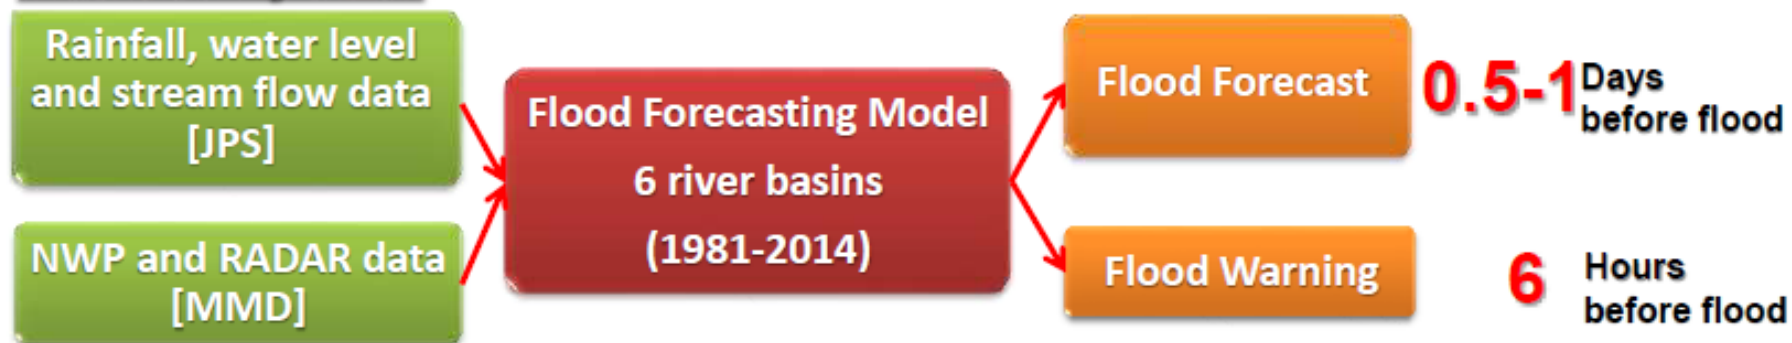 Rainfall, water level
and stream flow data
[JPS]
NWP and RADAR data
[MMD]
Flood Forecasting Model
6 river basins
(1981-2014)
Flood Forecast
0.5-1 Days
before flood
Flood Warning
6 Hours
before flood